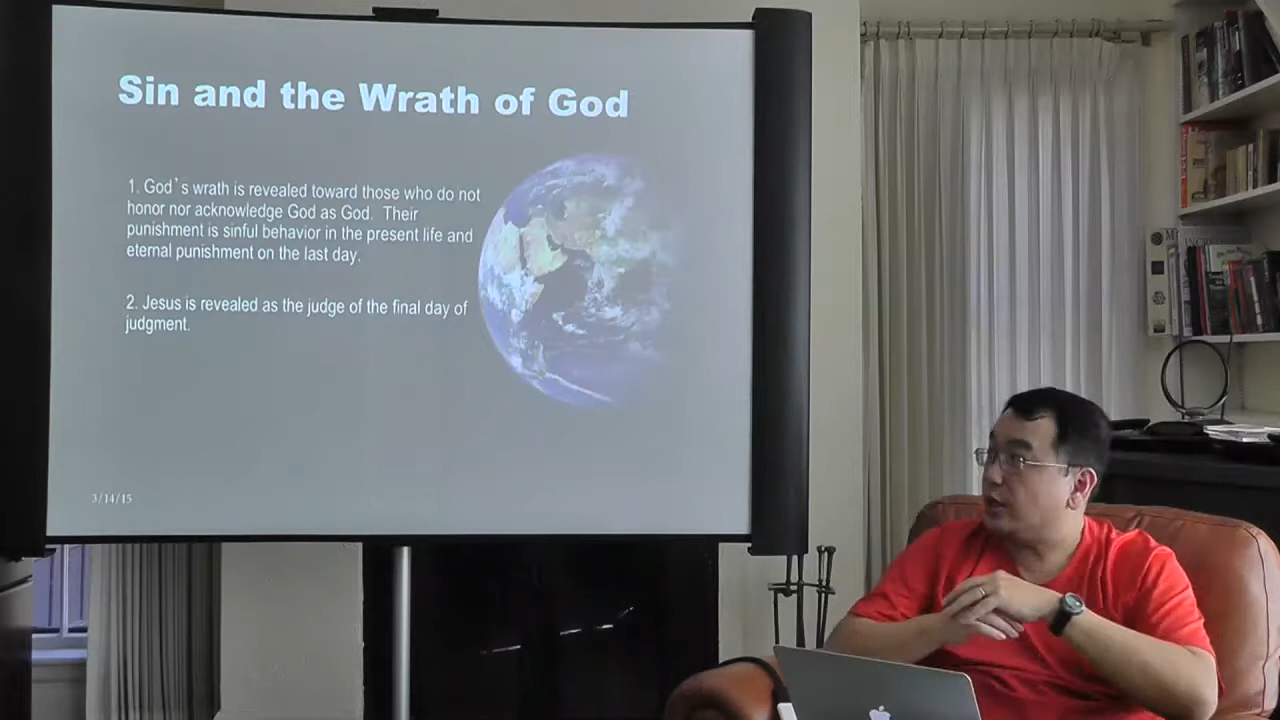 Sin and the Wrath of God
1. God's wrath is revealed toward those who do not
honor nor acknowledge God as God. Their
punishment is sinful behavior in the present life and
eternal punishment on the last day.
2. Jesus is revealed as the judge of the final day of
judgment.
3/14/15